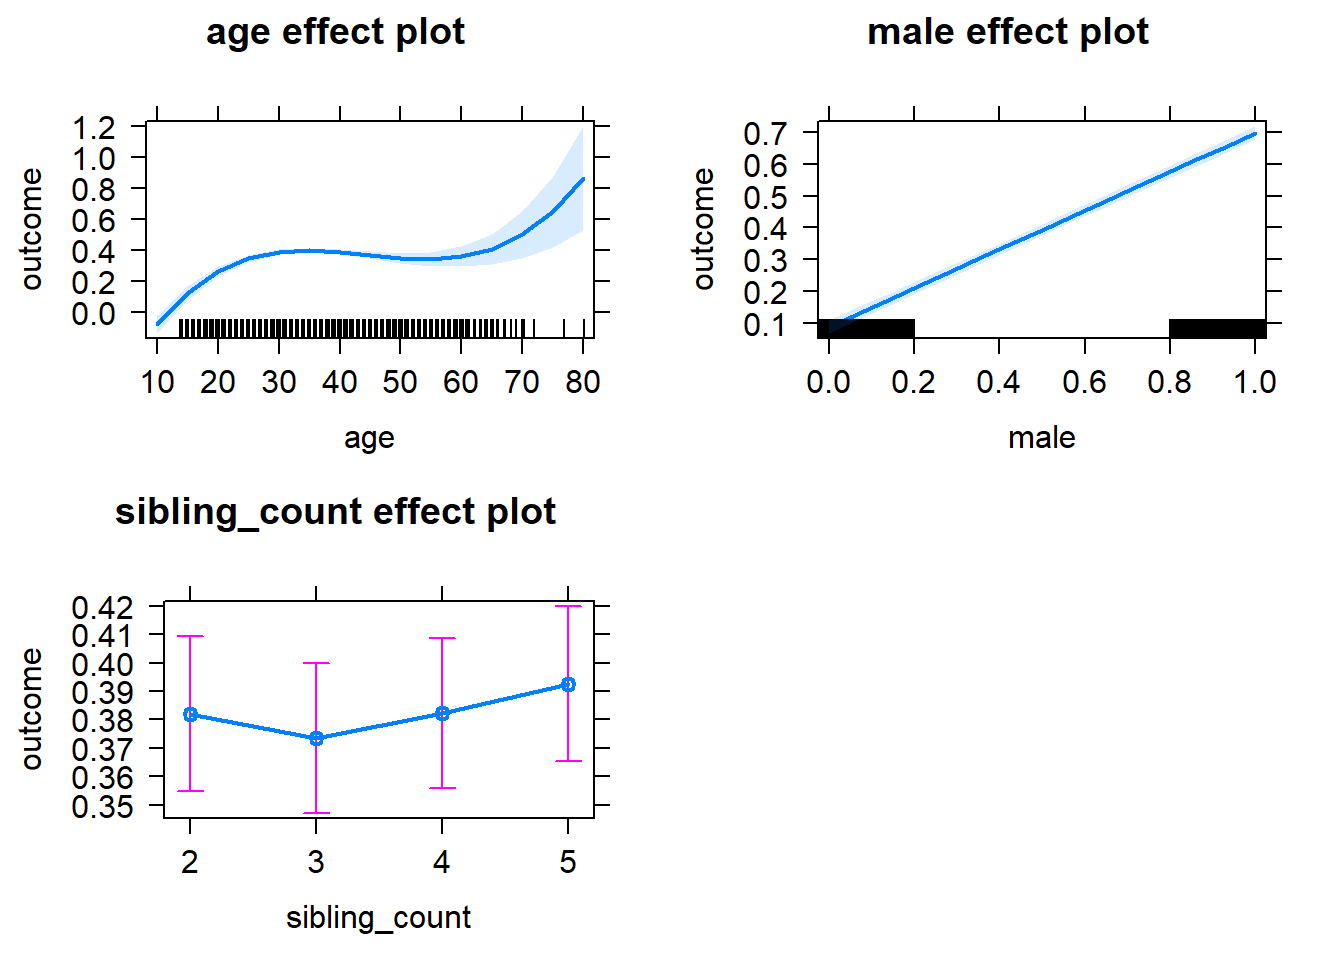 age effect plot
outcome
1.2
1.0
0.8
0.6
0.4
0.2
0.0
10 20 30 40 50 60 70 80
age
male effect plot
outcome
0.7
0.6
0.5
0.4
0.3
0.2
0.1
0.0 0.2 0.4 0.6 0.8 1.0
male
sibling_count effect plot
outcome
0.42
0.41
0.40
0.39
0.38
0.37
0.36
0.35
2 3 4 5
sibling_count